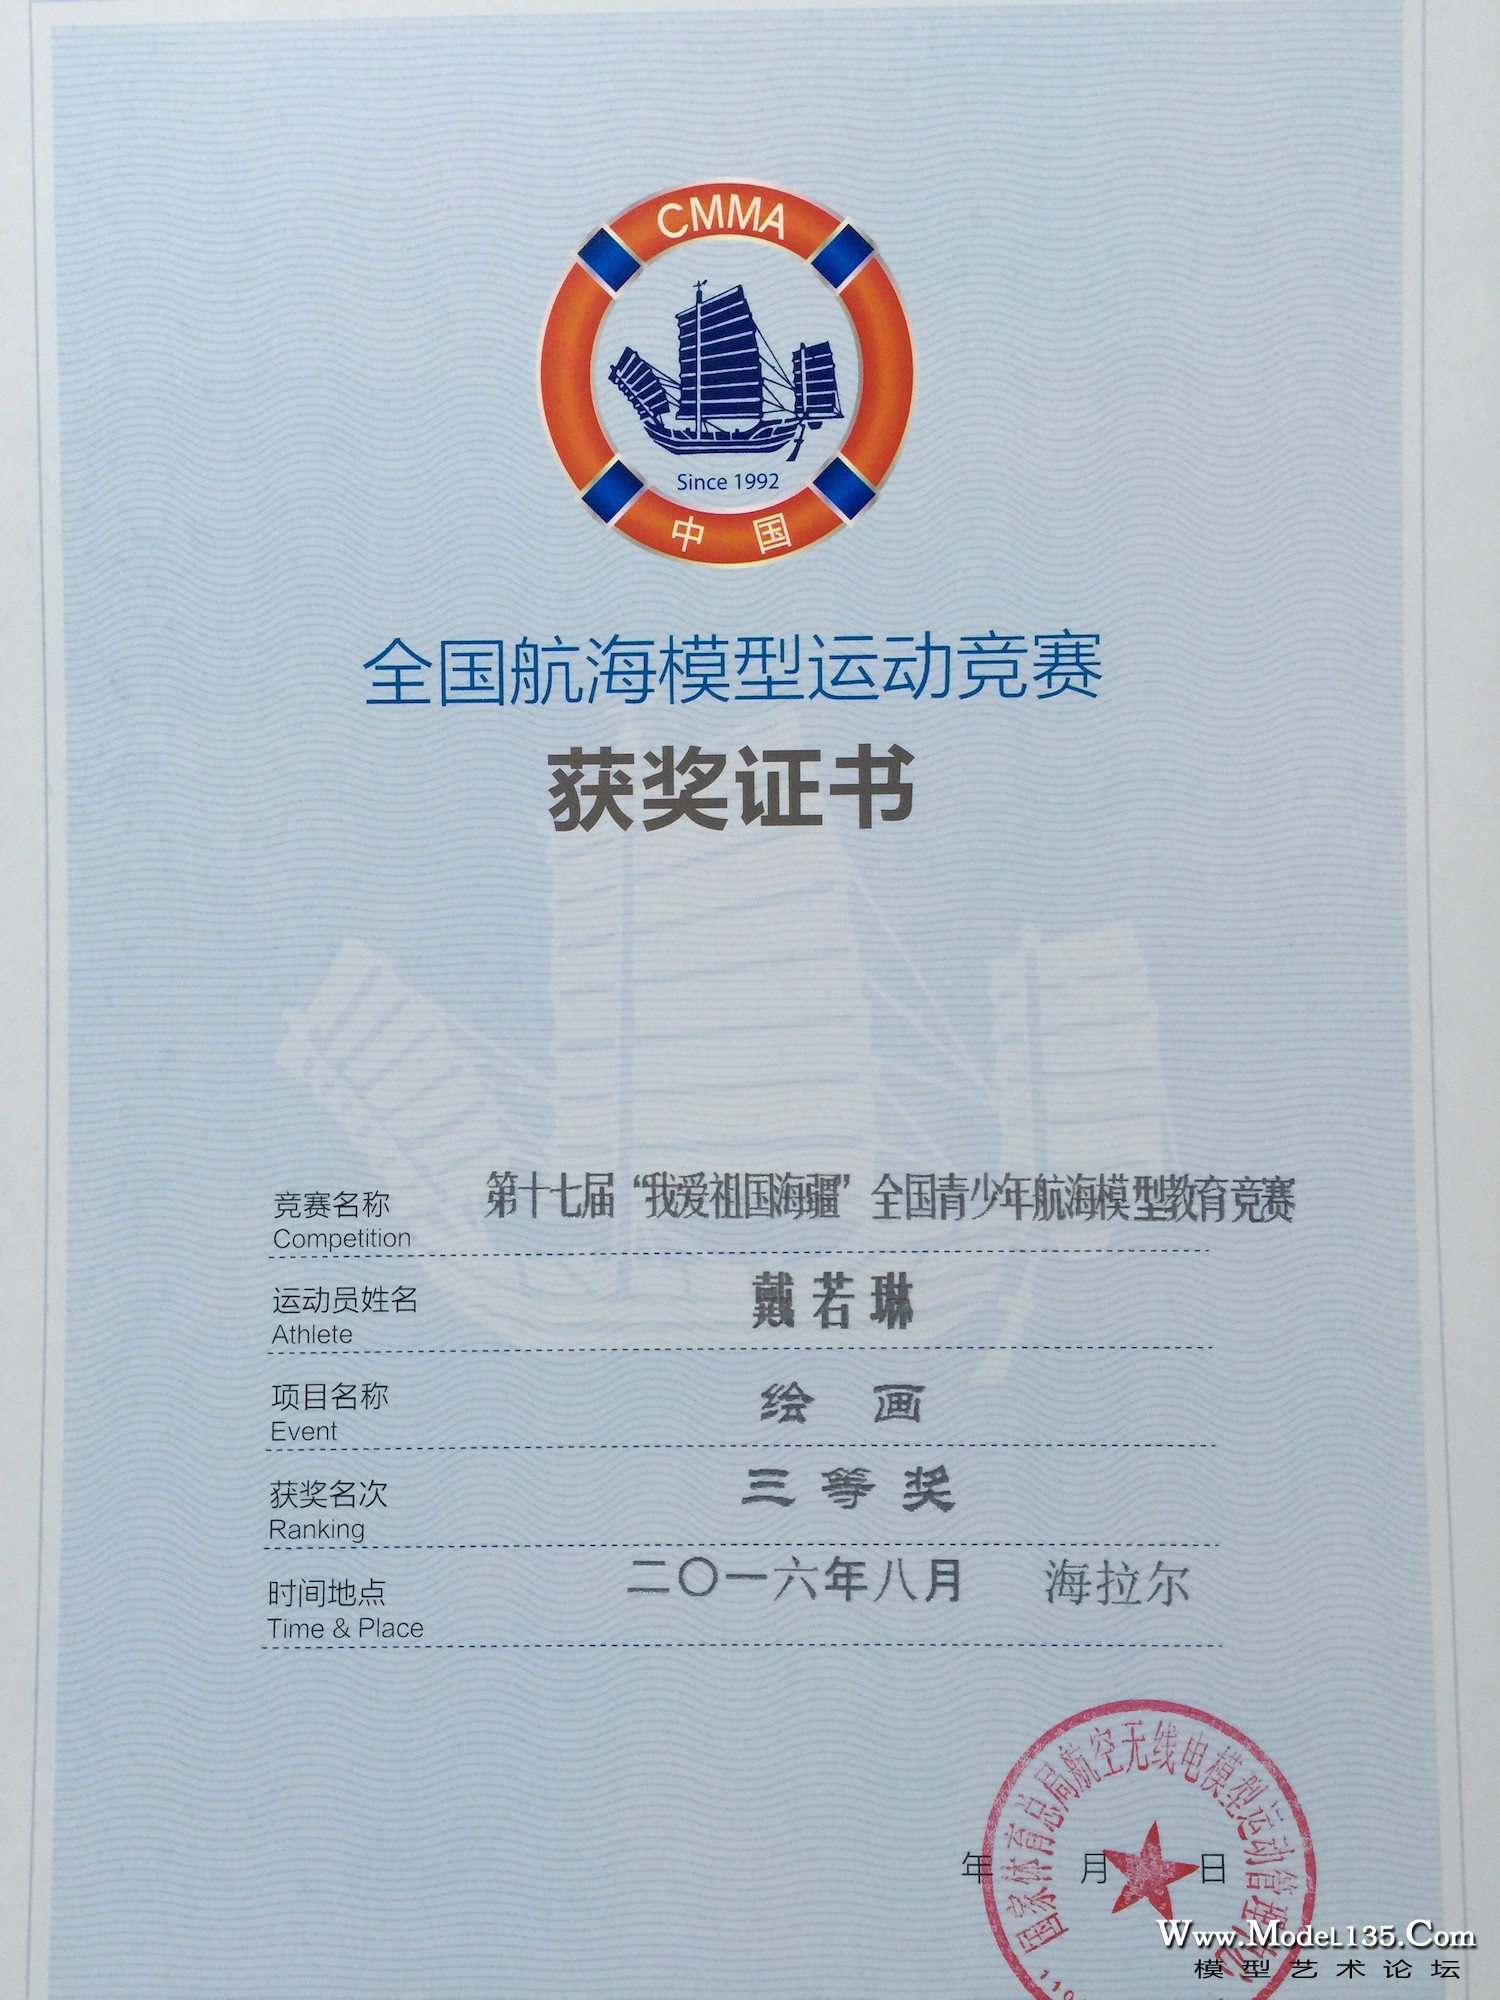 CMMA
Since 1992
中国
全国航海模型运动竞赛
获奖证书
竞赛名称 第十七届“我爱祖国海疆”全国青少年航海模型教育竞赛
Competition
运动员姓名 戴若琳
Athlete
项目名称 绘画
Event
获奖名次 三等奖
Ranking
时间地点 二〇一六年八月 海拉尔
Time & Place
国家体育总局航空无线电模型运动管理中心
年 月 日
Www.Model135.Com
模型艺术论坛